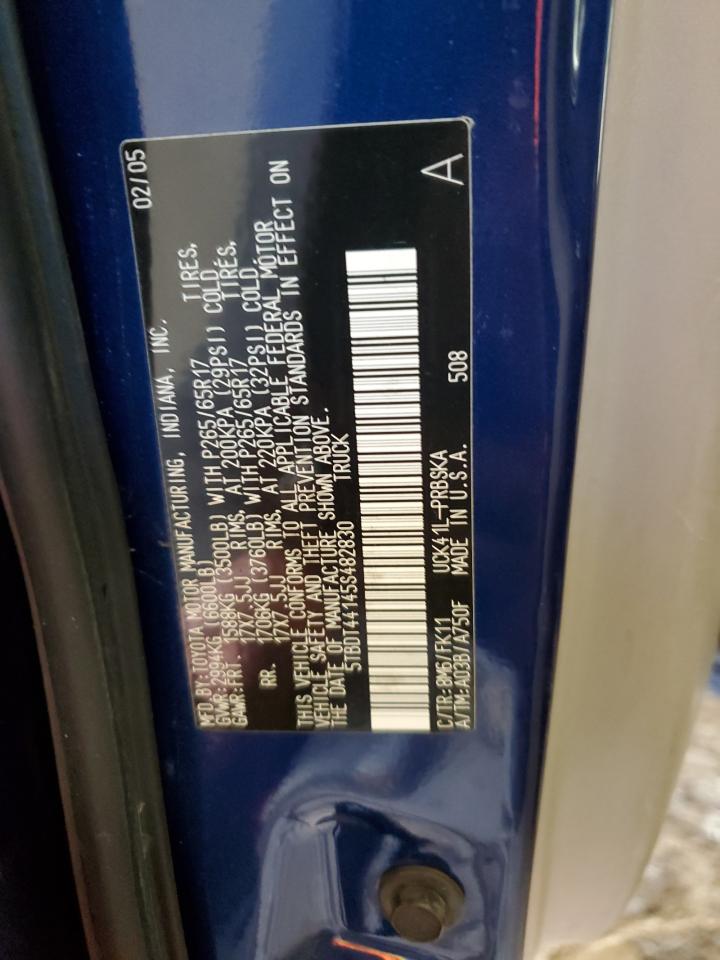 MFD.BY:TOYOTA MOTOR MANUFACTURING, INDIANA, INC. 02/05
GVWR:2994KG (6600LB)
GAWR:FRT. 1588KG (3500LB) WITH P265/65R17 TIRES,
17X7.5JJ RIMS, AT 200KPA (29PSI) COLD
RR. 1706KG (3760LB) WITH P265/65R17 TIRES,
17X7.5JJ RIMS, AT 220KPA (32PSI) COLD.
THIS VEHICLE CONFORMS TO ALL APPLICABLE FEDERAL MOTOR
VEHICLE SAFETY AND THEFT PREVENTION STANDARDS IN EFFECT ON
THE DATE OF MANUFACTURE SHOWN ABOVE.
5TBDT44145S482830 TRUCK
C/TR:8M6/FK11 UCK41L-PRBSKA
A/TM:A03B/A750F MADE IN U.S.A. 508 A